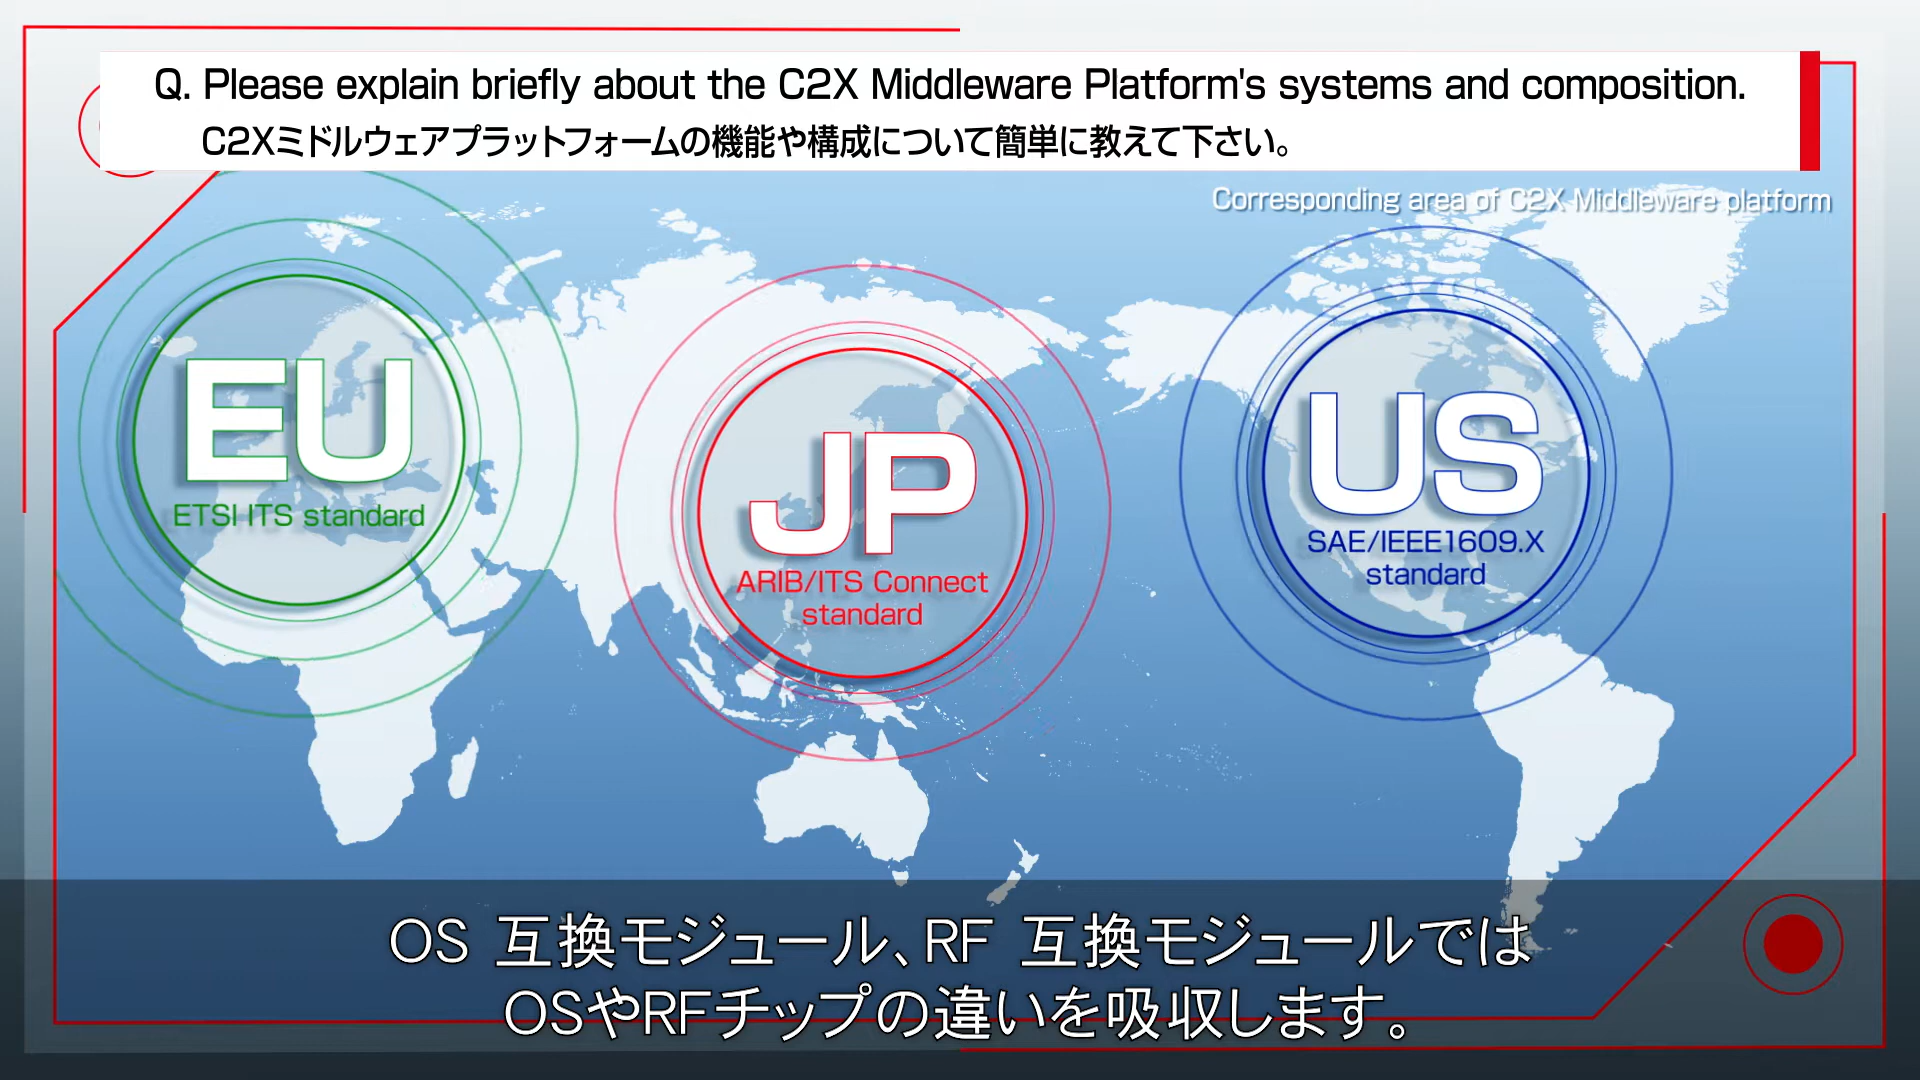 Q. Please explain briefly about the C2X Middleware Platform's systems and composition.
C2Xミドルウェアプラットフォームの機能や構成について簡単に教えて下さい。
Corresponding area of C2X Middleware platform
EU
ETSI ITS standard
JP
ARIB/ITS Connect
standard
US
SAE/IEEE1609.X
standard
OS 互換モジュール、RF 互換モジュールでは
OSやRFチップの違いを吸収します。